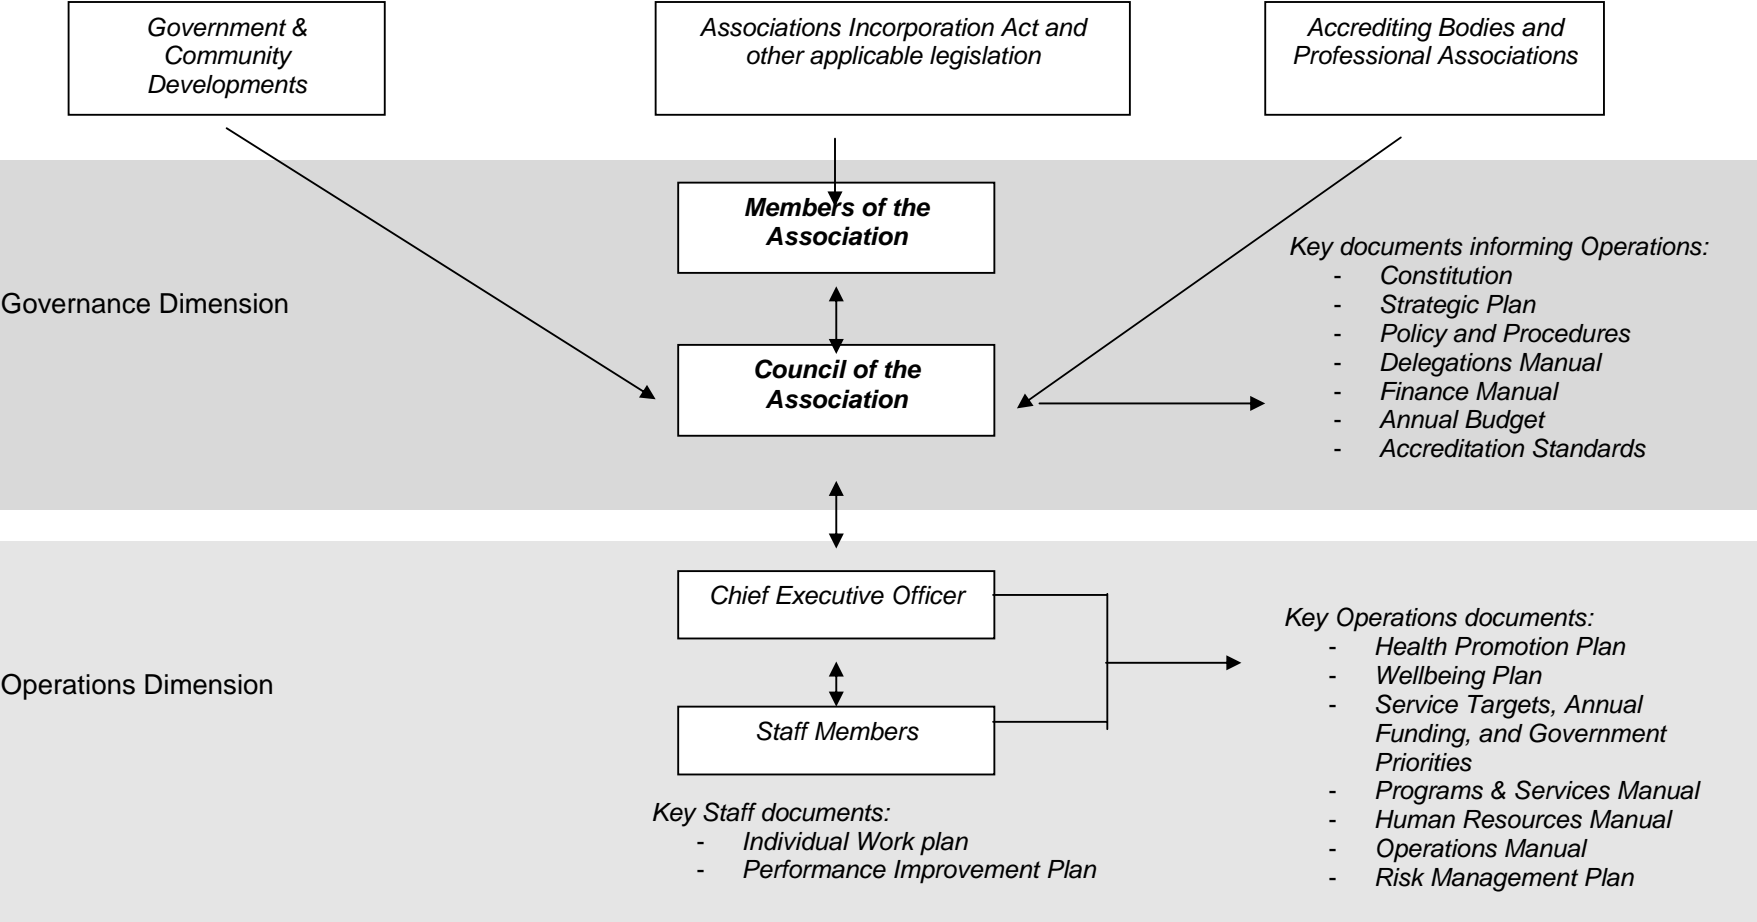 Government &
Community
Developments
Associations Incorporation Act and
other applicable legislation
Accrediting Bodies and
Professional Associations
Governance Dimension
Members of the
Association
Council of the
Association
Key documents informing Operations:
- Constitution
- Strategic Plan
- Policy and Procedures
- Delegations Manual
- Finance Manual
- Annual Budget
- Accreditation Standards
Operations Dimension
Chief Executive Officer
Staff Members
Key Staff documents:
- Individual Work plan
- Performance Improvement Plan
Key Operations documents:
- Health Promotion Plan
- Wellbeing Plan
- Service Targets, Annual
Funding, and Government
Priorities
- Programs & Services Manual
- Human Resources Manual
- Operations Manual
- Risk Management Plan